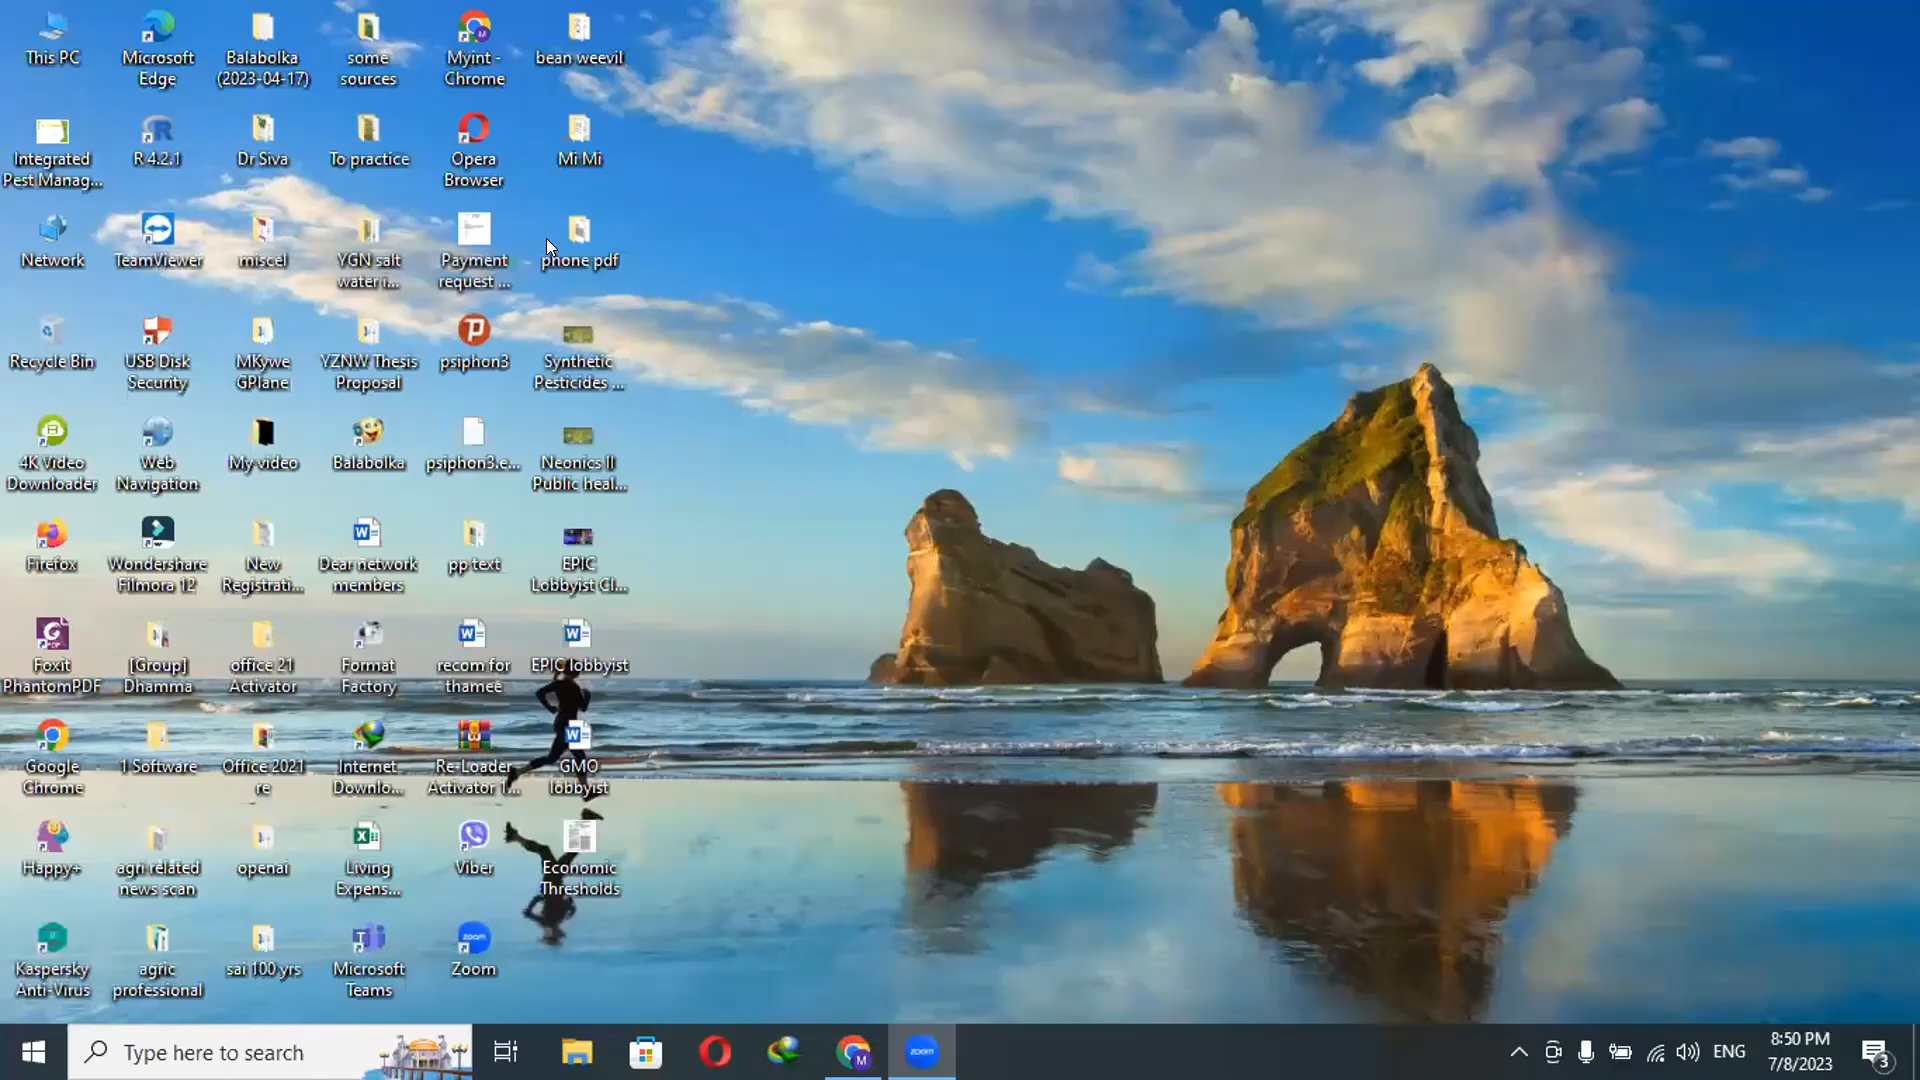 This PC
Microsoft
Edge
Balabolka
(2023-04-17)
some
sources
Myint -
Chrome
bean weevil
Integrated
Pest Manag...
R 4.2.1
Dr Siva
To practice
Opera
Browser
Mi Mi
Network
TeamViewer
miscel
YGN salt
water i...
Payment
request ...
phone pdf
Recycle Bin
USB Disk
Security
MKywe
GPlane
YZNW Thesis
Proposal
psiphon3
Synthetic
Pesticides ...
4K Video
Downloader
Web
Navigation
My video
Balabolka
psiphon3.e...
Neonics II
Public heal...
Firefox
Wondershare
Filmora 12
New
Registrati...
Dear network
members
pp text
EPIC
Lobbyist Cl...
Foxit
PhantomPDF
[Group]
Dhamma
office 21
Activator
Format
Factory
recom for
thamee
EPIC lobbyist
Google
Chrome
1 Software
Office 2021
re
Internet
Downlo...
Re-Loader
Activator 1...
GMO
lobbyist
Happy+
agri related
news scan
openai
Living
Expens...
Viber
Economic
Thresholds
Kaspersky
Anti-Virus
agric
professional
sai 100 yrs
Microsoft
Teams
Zoom
Type here to search
zoom
ENG
8:50 PM
7/8/2023
3